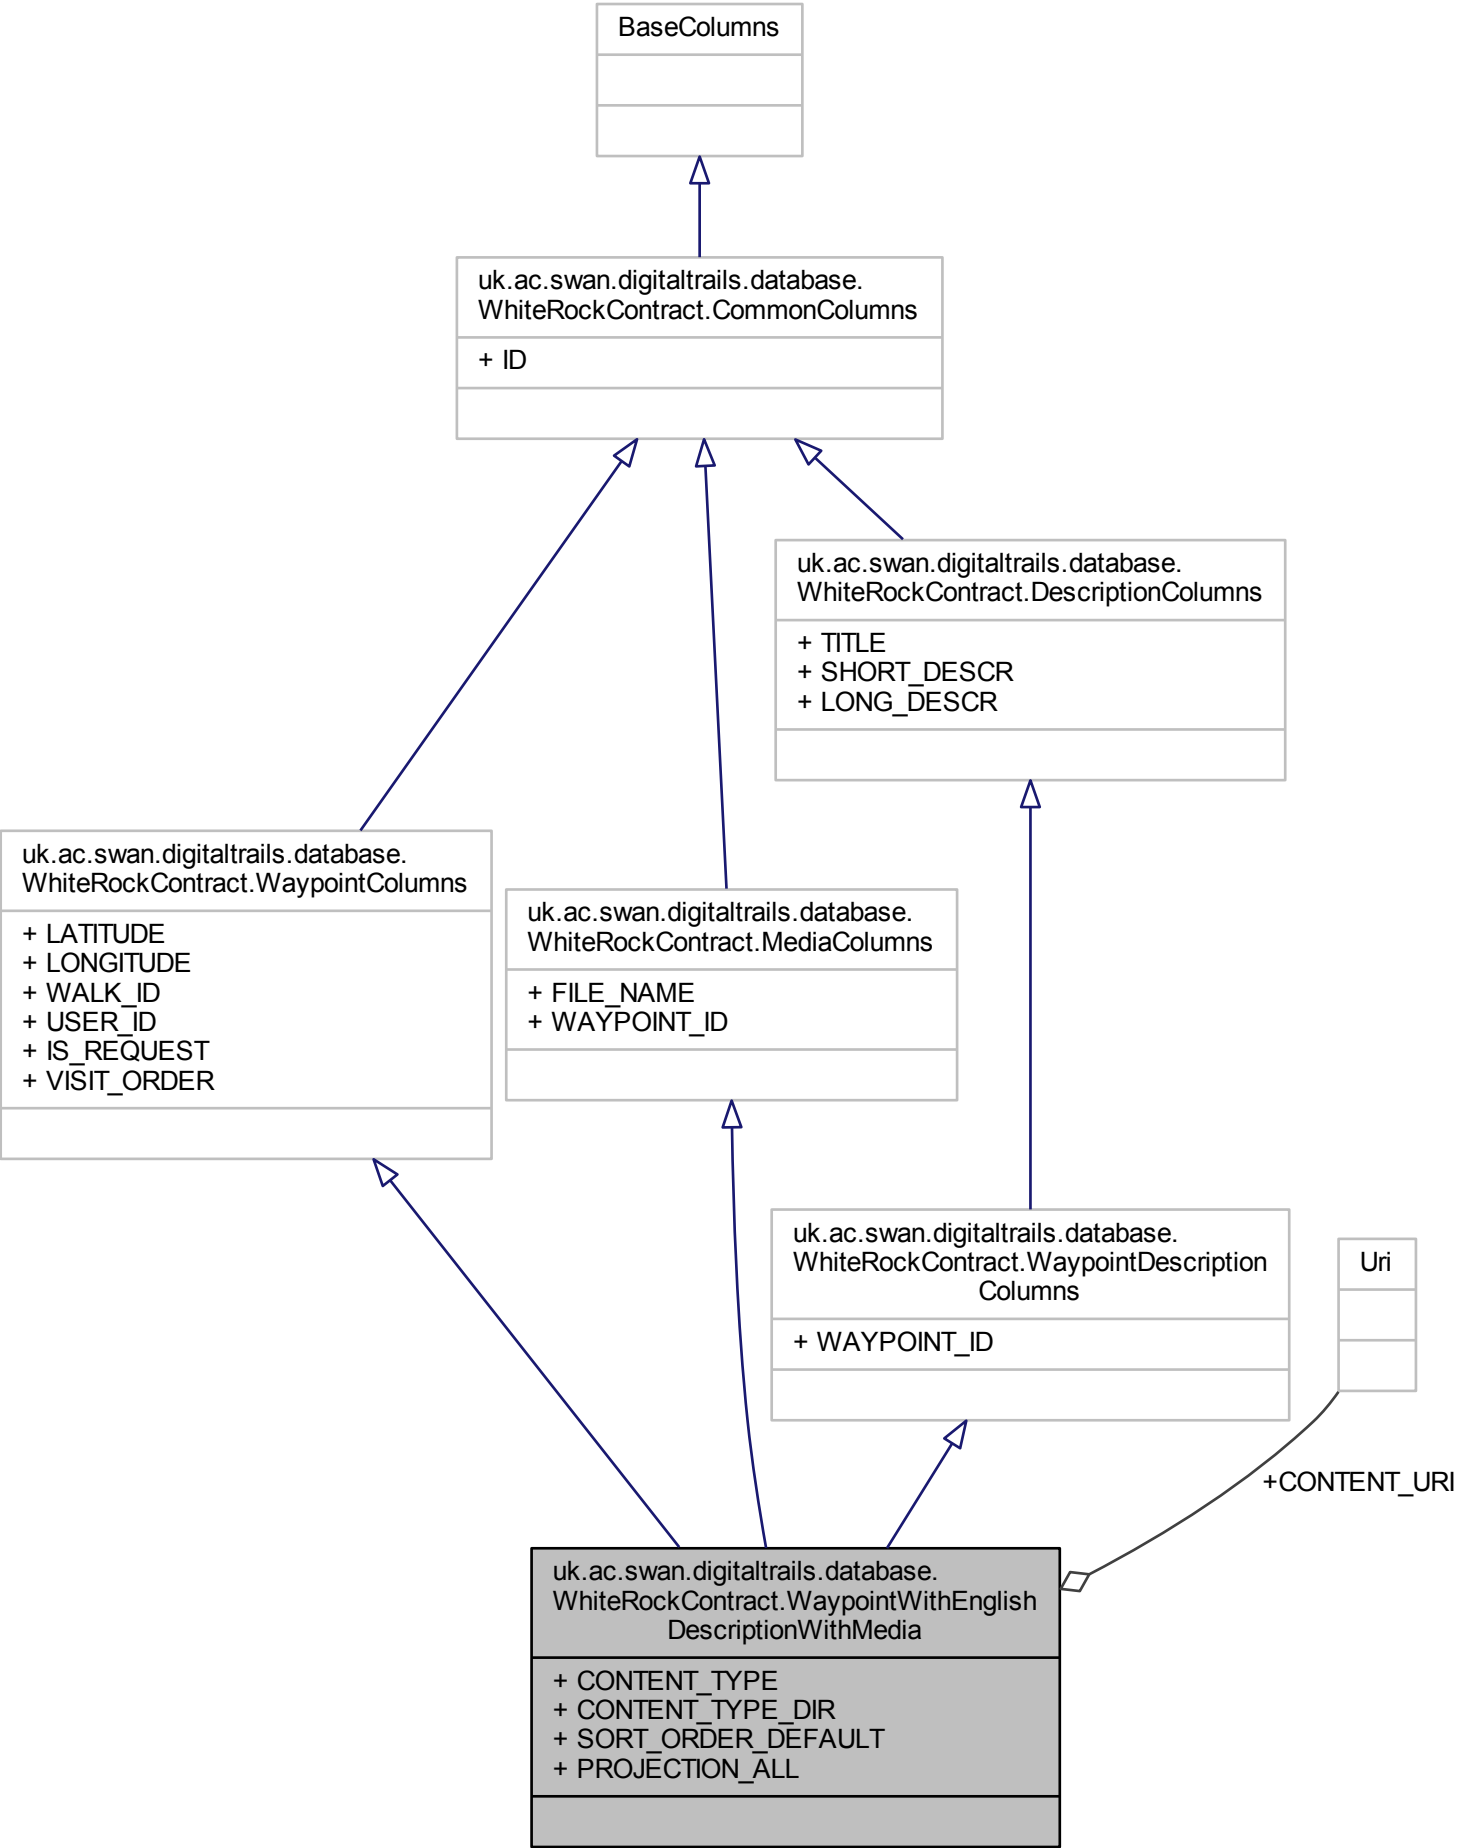 BaseColumns
uk.ac.swan.digitaltrails.database.
WhiteRockContract.CommonColumns
+ ID
uk.ac.swan.digitaltrails.database.
WhiteRockContract.DescriptionColumns
+ TITLE
+ SHORT_DESCR
+ LONG_DESCR
uk.ac.swan.digitaltrails.database.
WhiteRockContract.WaypointColumns
+ LATITUDE
+ LONGITUDE
+ WALK_ID
+ USER_ID
+ IS_REQUEST
+ VISIT_ORDER
uk.ac.swan.digitaltrails.database.
WhiteRockContract.MediaColumns
+ FILE_NAME
+ WAYPOINT_ID
uk.ac.swan.digitaltrails.database.
WhiteRockContract.WaypointDescription
Columns
+ WAYPOINT_ID
Uri
+CONTENT_URI
uk.ac.swan.digitaltrails.database.
WhiteRockContract.WaypointWithEnglish
DescriptionWithMedia
+ CONTENT_TYPE
+ CONTENT_TYPE_DIR
+ SORT_ORDER_DEFAULT
+ PROJECTION_ALL